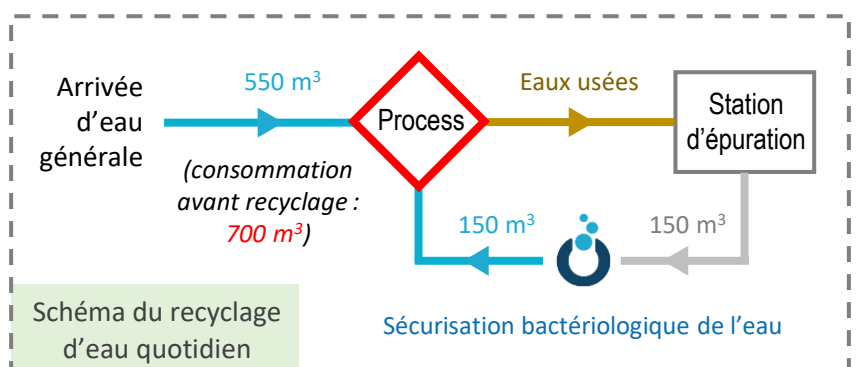 Arrivée
d'eau
générale
550 m³
(consommation
avant recyclage :
700 m³)
Process
Eaux usées
Station
d'épuration
150 m³
150 m³
Sécurisation bactériologique de l'eau
Schéma du recyclage
d'eau quotidien